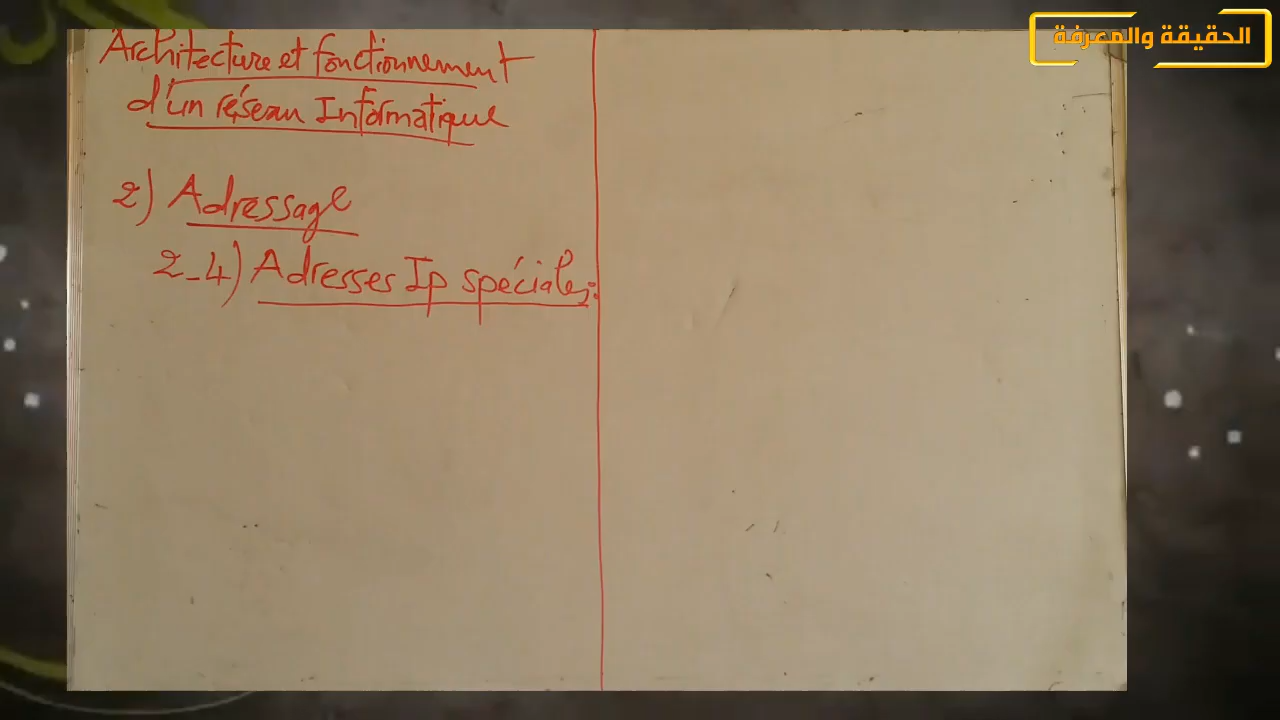 الحقيقة والمعرفة
Architecture et fonctionnement
d'un réseau Informatique
2) Adressage
2-4) Adresses Ip spéciales: